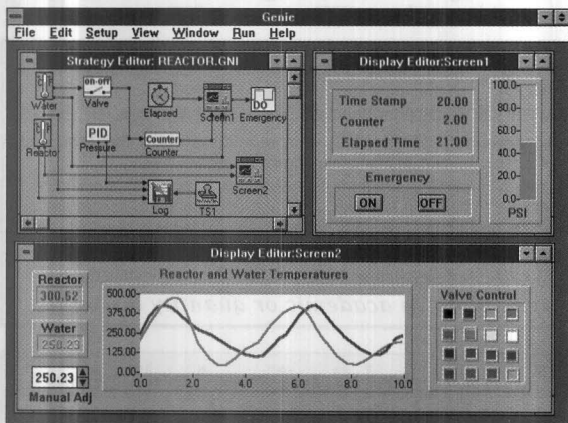 Genie
File Edit Setup View Window Run Help
Strategy Editor: REACTOR.GNI
on-off
Water
Valve
Elapsed
Screen1
DO
Emergency
Reactor
PID
Pressure
Counter
Counter
Screen2
Log
TS1
Display Editor:Screen1
Time Stamp 20.00
Counter 2.00
Elapsed Time 21.00
Emergency
ON OFF
100.0
80.0
60.0
40.0
20.0
0.0
PSI
Display Editor:Screen2
Reactor
300.52
Water
250.23
250.23
Manual Adj
Reactor and Water Temperatures
500.00
375.00
250.00
125.00
0.00
0.0 2.0 4.0 6.0 8.0 10.0
Valve Control